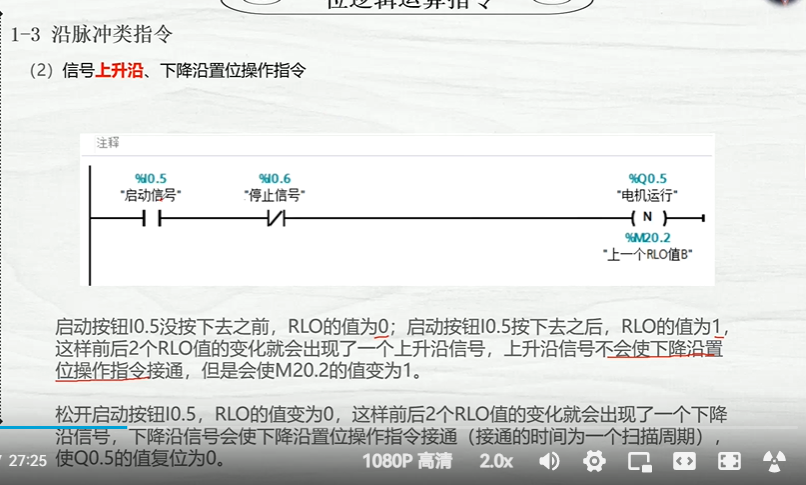 位逻辑运算指令
1-3 沿脉冲类指令
（2）信号上升沿、下降沿置位操作指令
注释
%I0.5
"启动信号"
%I0.6
"停止信号"
%Q0.5
"电机运行"
N
%M20.2
"上一个RLO值B"
启动按钮I0.5没按下去之前，RLO的值为0；启动按钮I0.5按下去之后，RLO的值为1，
这样前后2个RLO值的变化就会出现了一个上升沿信号，上升沿信号不会使下降沿置
位操作指令接通，但是会使M20.2的值变为1。
松开启动按钮I0.5，RLO的值变为0，这样前后2个RLO值的变化就会出现了一个下降
沿信号，下降沿信号会使下降沿置位操作指令接通（接通的时间为一个扫描周期），
使Q0.5的值复位为0。
/ 27:25
1080P 高清
2.0x